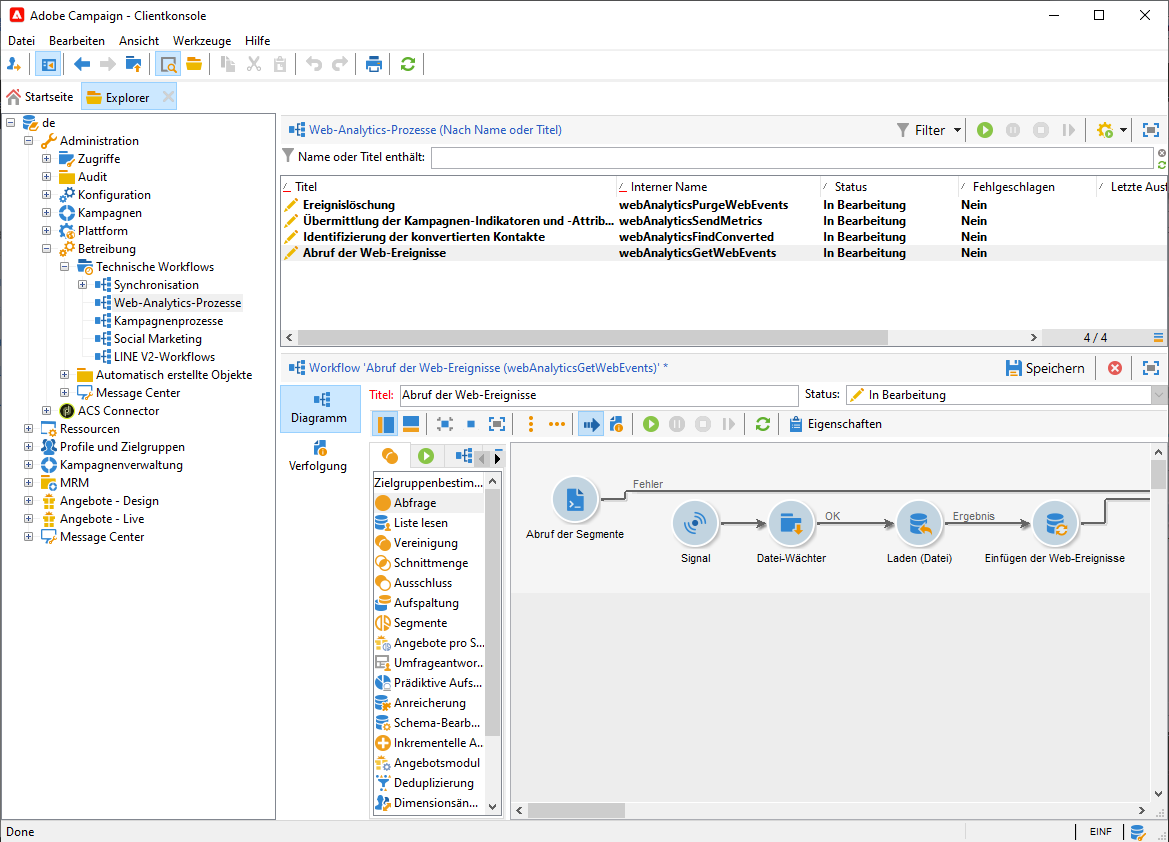 Adobe Campaign - Clientkonsole
Datei Bearbeiten Ansicht Werkzeuge Hilfe
Startseite Explorer
de
Administration
Zugriffe
Audit
Konfiguration
Kampagnen
Plattform
Betreibung
Technische Workflows
Synchronisation
Web-Analytics-Prozesse
Kampagnenprozesse
Social Marketing
LINE V2-Workflows
Automatisch erstellte Objekte
Message Center
ACS Connector
Ressourcen
Profile und Zielgruppen
Kampagnenverwaltung
MRM
Angebote - Design
Angebote - Live
Message Center
Web-Analytics-Prozesse (Nach Name oder Titel) Filter
Name oder Titel enthält:
Titel Interner Name Status Fehlgeschlagen Letzte Ausf
Ereignislöschung webAnalyticsPurgeWebEvents In Bearbeitung Nein
Übermittlung der Kampagnen-Indikatoren und -Attrib... webAnalyticsSendMetrics In Bearbeitung Nein
Identifizierung der konvertierten Kontakte webAnalyticsFindConverted In Bearbeitung Nein
Abruf der Web-Ereignisse webAnalyticsGetWebEvents In Bearbeitung Nein
4 / 4
Workflow 'Abruf der Web-Ereignisse (webAnalyticsGetWebEvents)' * Speichern
Diagramm
Verfolgung
Titel: Abruf der Web-Ereignisse Status: In Bearbeitung
Eigenschaften
Zielgruppenbestim...
Abfrage
Liste lesen
Vereinigung
Schnittmenge
Ausschluss
Aufspaltung
Segmente
Angebote pro S...
Umfrageantwor..
Prädiktive Aufs...
Anreicherung
Schema-Bearb...
Inkrementelle A..
Angebotsmodul
Deduplizierung
Dimensionsän...
Fehler
Abruf der Segmente
OK
Ergebnis
Signal
Datei-Wächter
Laden (Datei)
Einfügen der Web-Ereignisse
Done EINF